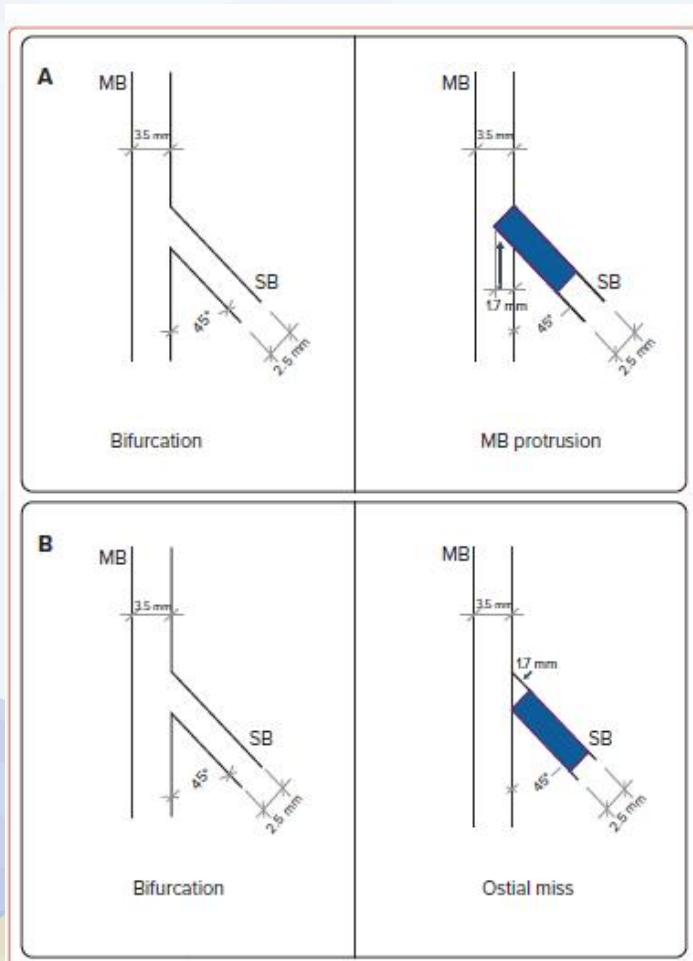 A
MB
3.5 mm
SB
45°
2.5 mm
Bifurcation
MB
3.5 mm
SB
1.7 mm
45°
2.5 mm
MB protrusion
B
MB
3.5 mm
SB
45°
2.5 mm
Bifurcation
MB
3.5 mm
1.7 mm
SB
45°
2.5 mm
Ostial miss